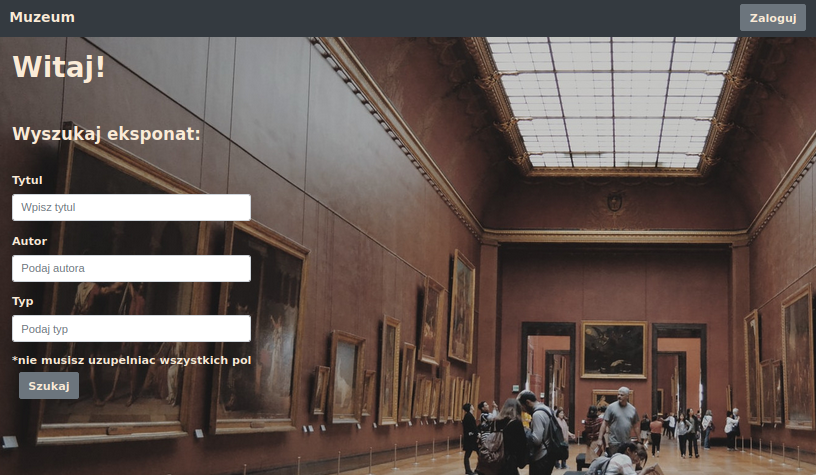 Muzeum
Zaloguj
Witaj!
Wyszukaj eksponat:
Tytul
Wpisz tytul
Autor
Podaj autora
Typ
Podaj typ
*nie musisz uzupelniac wszystkich pol
Szukaj